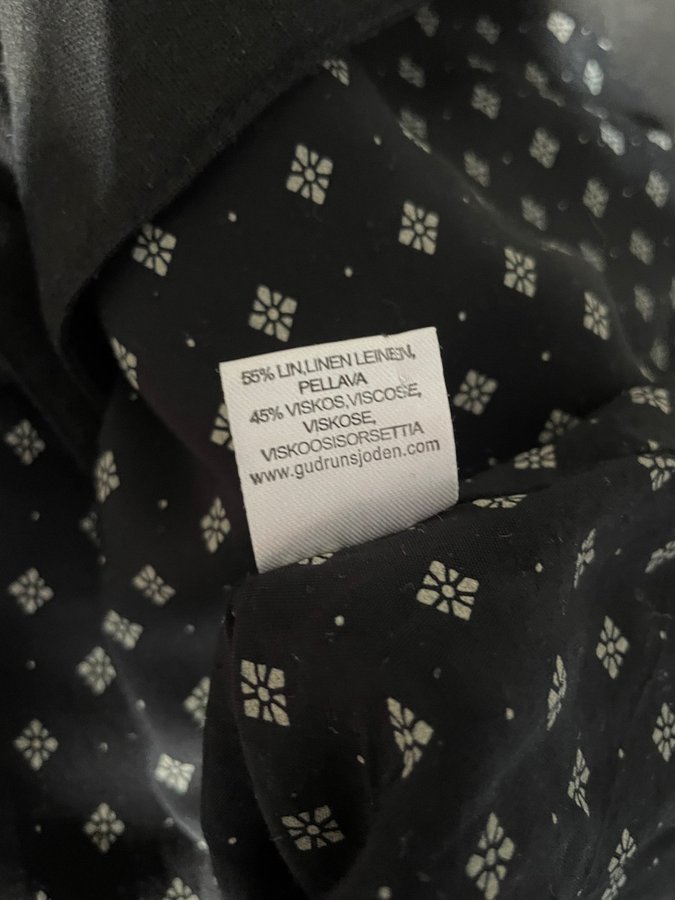 55% LIN,LINEN LEINEN,
PELLAVA
45% VISKOS,VISCOSE,
VISKOSE,
VISKOOSISORSETTIA
www.gudrunsjoden.com